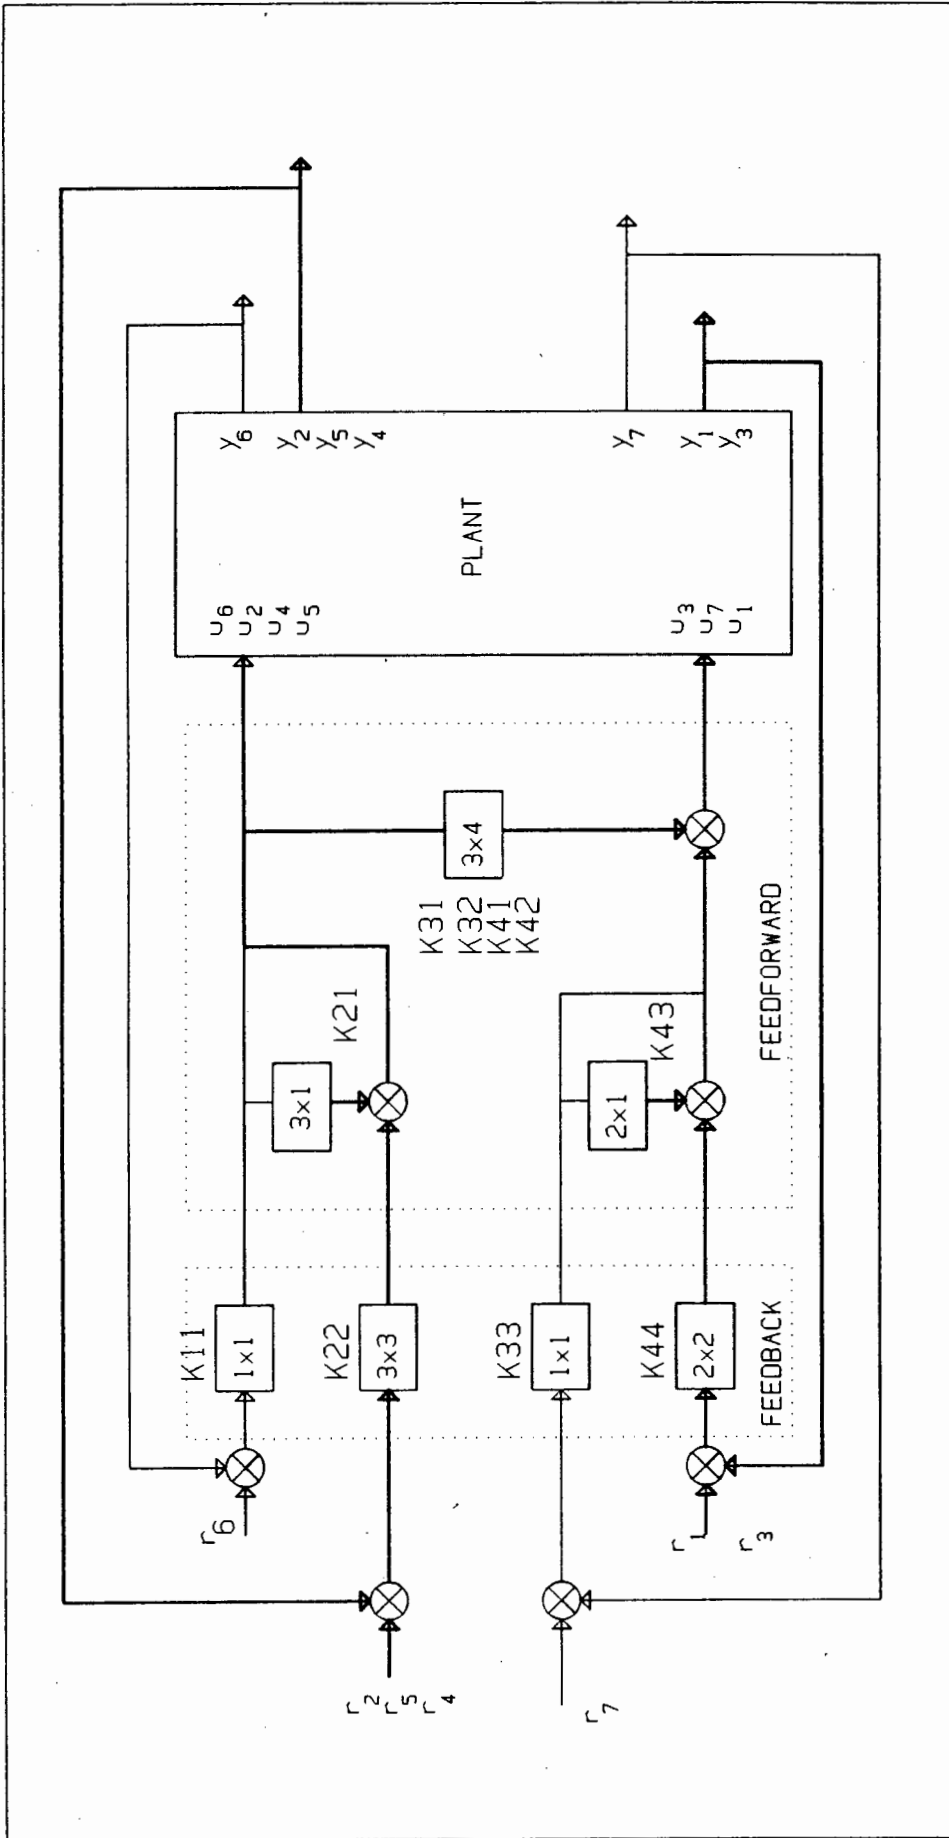 r6
r2
r5
r4
r7
r1
r3
K11
1x1
K22
3x3
K33
1x1
K44
2x2
FEEDBACK
3x1
K21
2x1
K43
3x4
K31
K32
K41
K42
FEEDFORWARD
u6
u2
u4
u5
u3
u7
u1
PLANT
y6
y2
y5
y4
y7
y1
y3